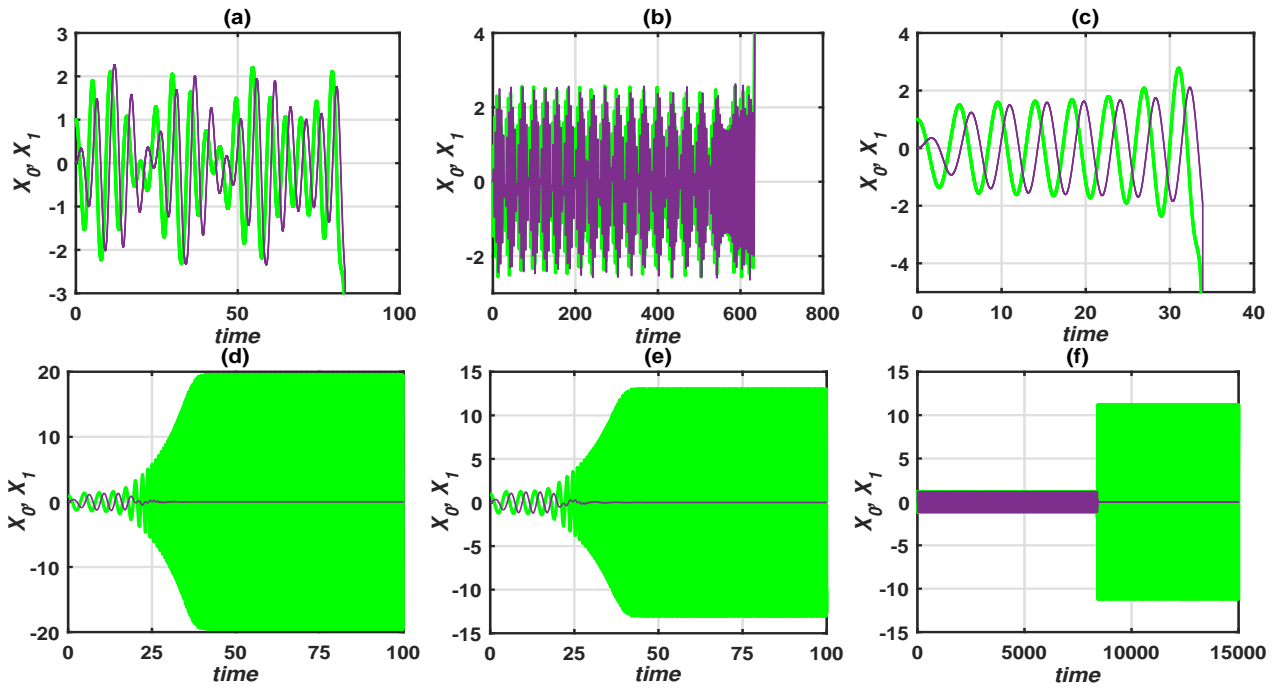 (a)
3
2
1
0
-1
-2
-3
X0, X1
0 50 100
time
(b)
4
2
0
-2
X0, X1
0 200 400 600 800
time
(c)
4
2
0
-2
-4
X0, X1
0 10 20 30 40
time
(d)
20
10
0
-10
-20
X0, X1
0 25 50 75 100
time
(e)
15
10
5
0
-5
-10
-15
X0, X1
0 25 50 75 100
time
(f)
15
10
5
0
-5
-10
-15
X0, X1
0 5000 10000 15000
time